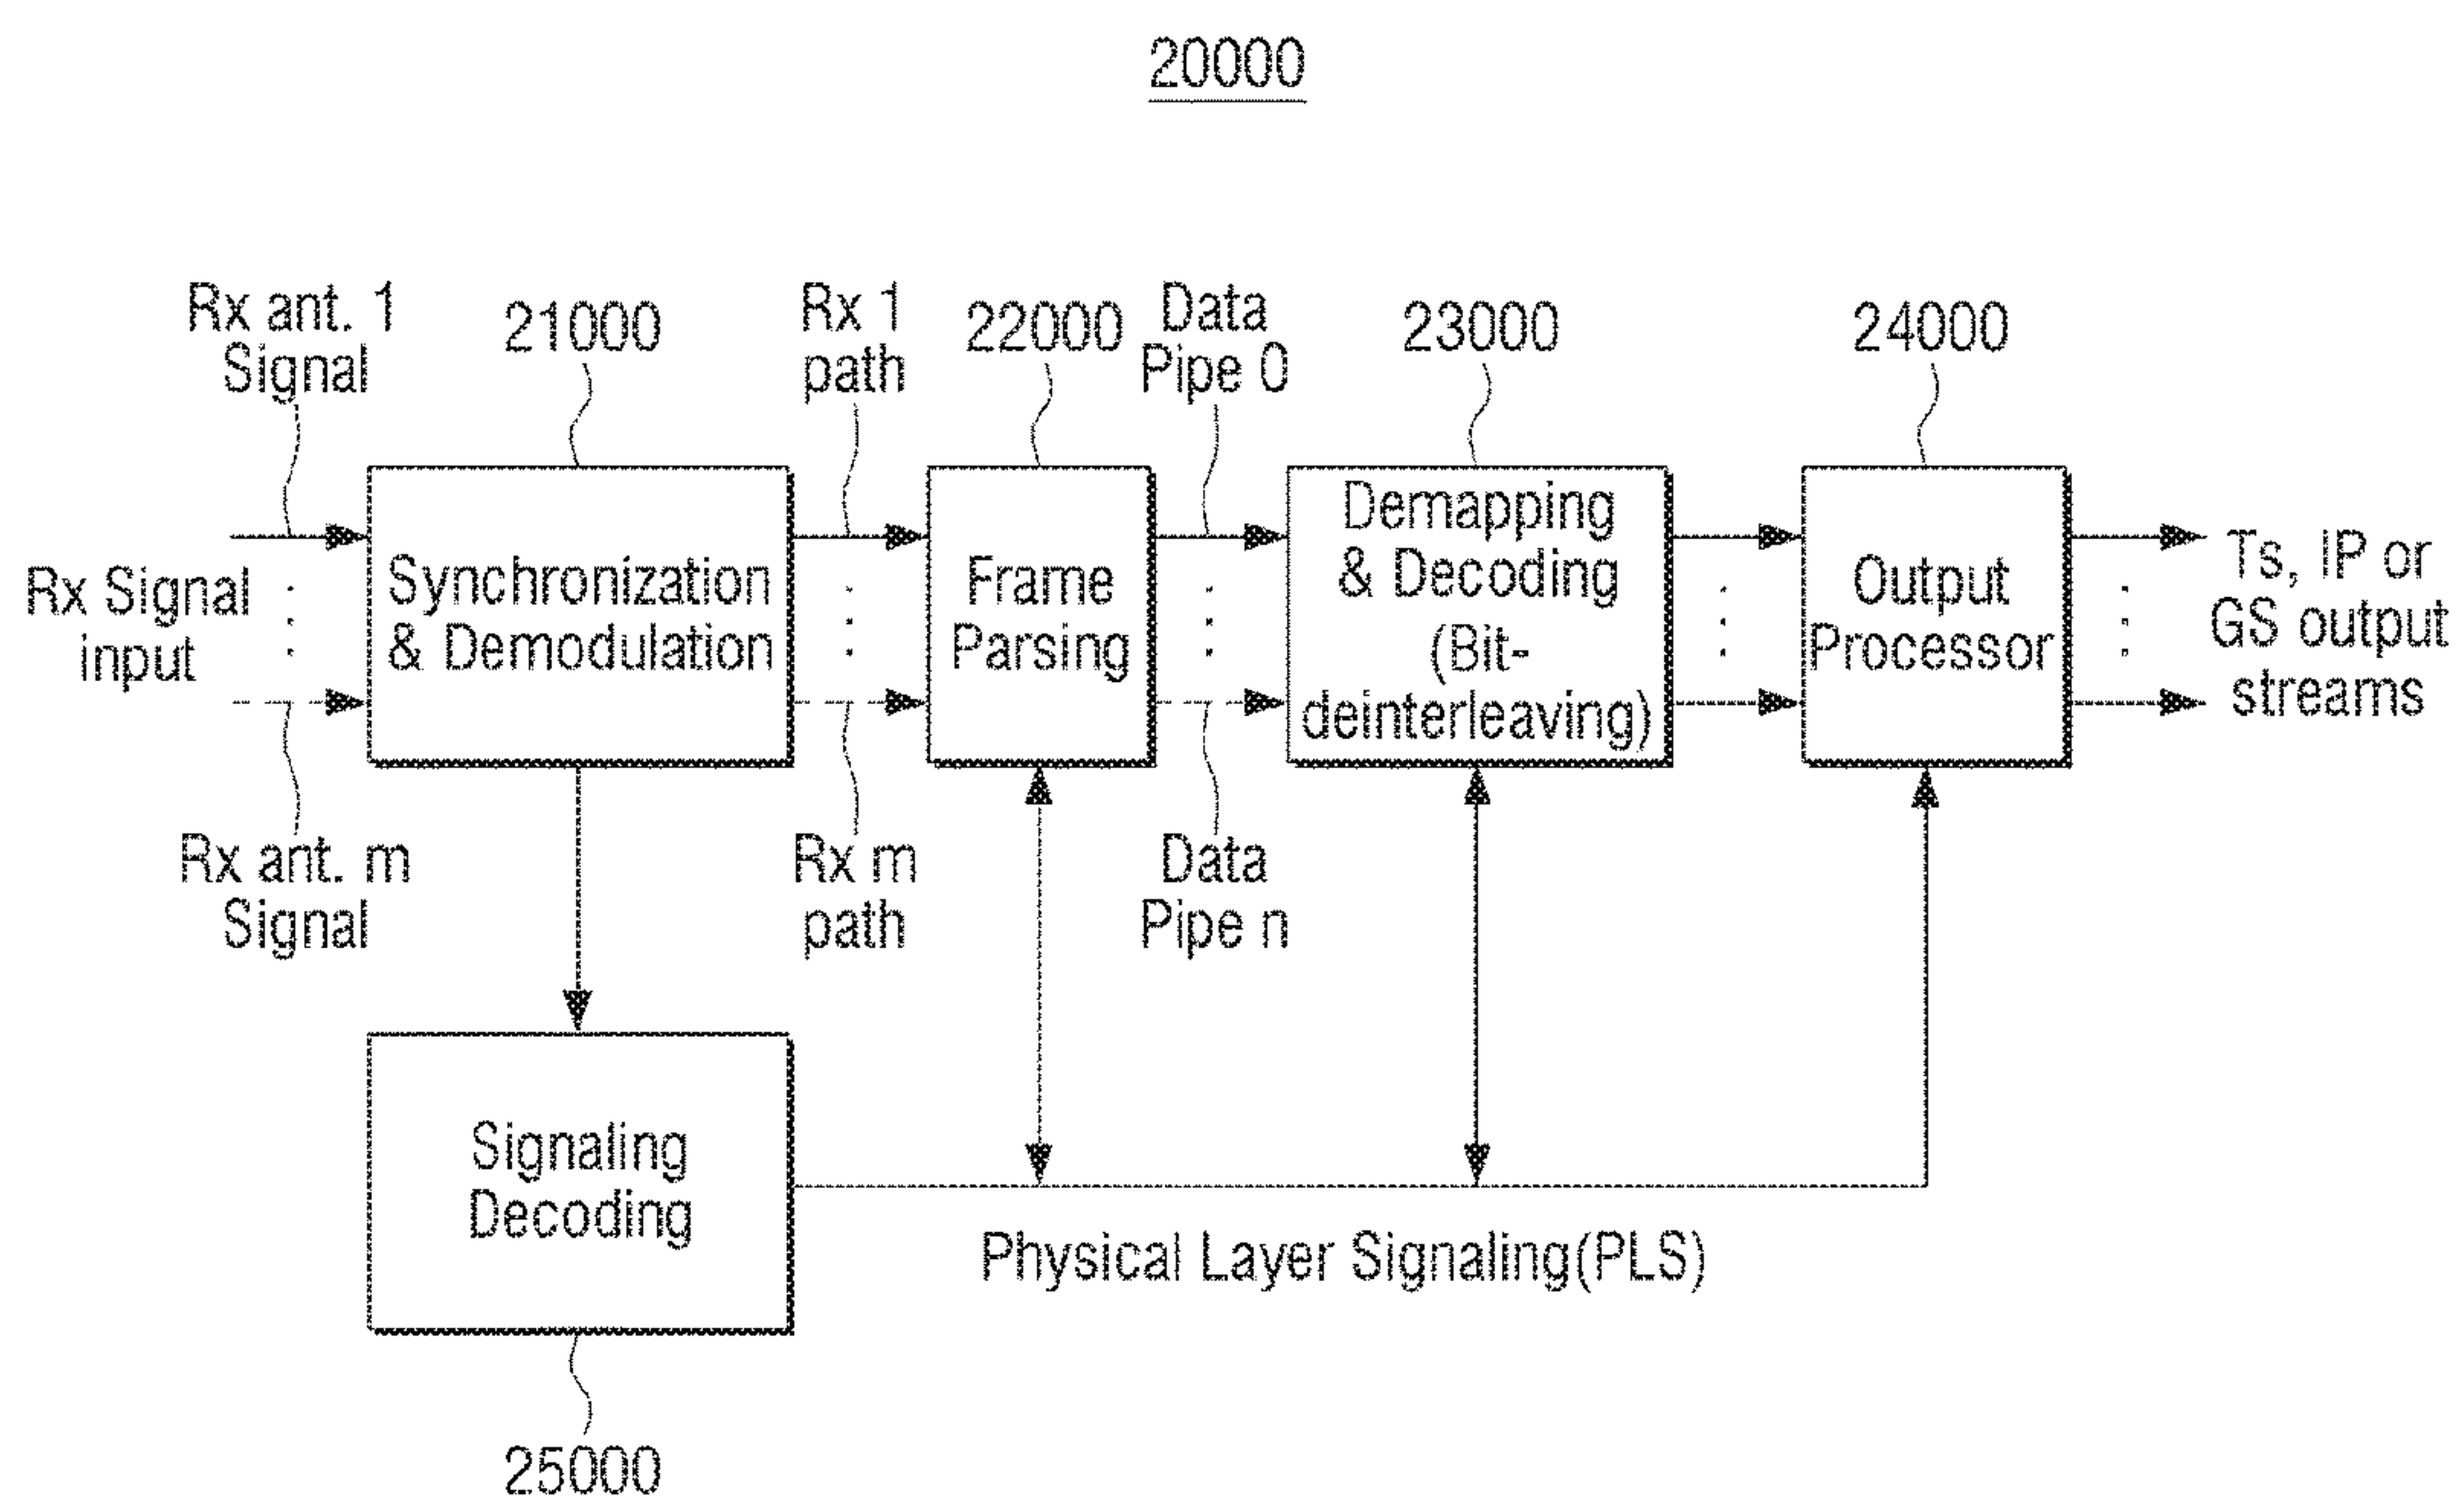 20000
Rx ant. 1
Signal
21000
Rx 1
path
22000
Data
Pipe 0
23000
24000
Rx Signal
input
Synchronization
& Demodulation
Frame
Parsing
Demapping
& Decoding
(Bit-
deinterleaving)
Output
Processor
Ts, IP or
GS output
streams
Rx ant. m
Signal
Rx m
path
Data
Pipe n
Signaling
Decoding
Physical Layer Signaling(PLS)
25000